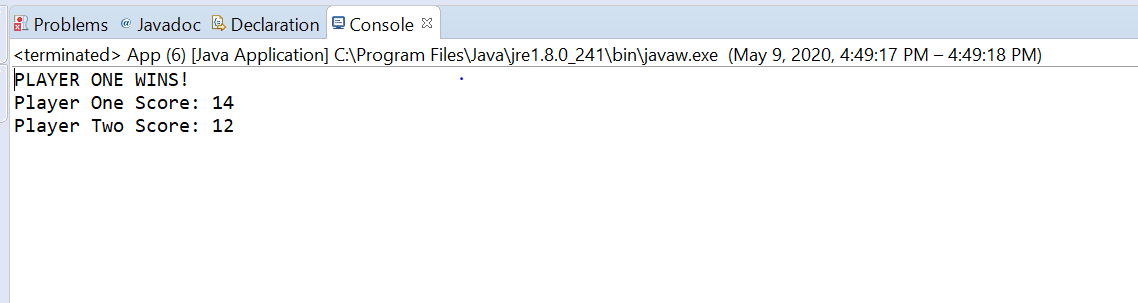 Problems @ Javadoc Declaration Console
<terminated> App (6) [Java Application] C:\Program Files\Java\jre1.8.0_241\bin\javaw.exe (May 9, 2020, 4:49:17 PM – 4:49:18 PM)
PLAYER ONE WINS!
Player One Score: 14
Player Two Score: 12